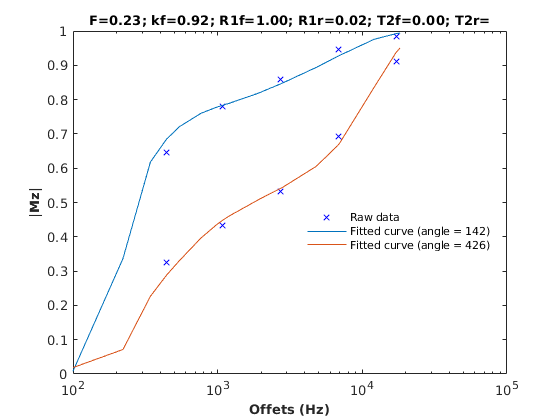 F=0.23; kf=0.92; R1f=1.00; R1r=0.02; T2f=0.00; T2r=
1
0.9
0.8
0.7
0.6
0.5
0.4
0.3
0.2
0.1
0
|Mz|
Raw data
Fitted curve (angle = 142)
Fitted curve (angle = 426)
10^2 10^3 10^4 10^5
Offets (Hz)